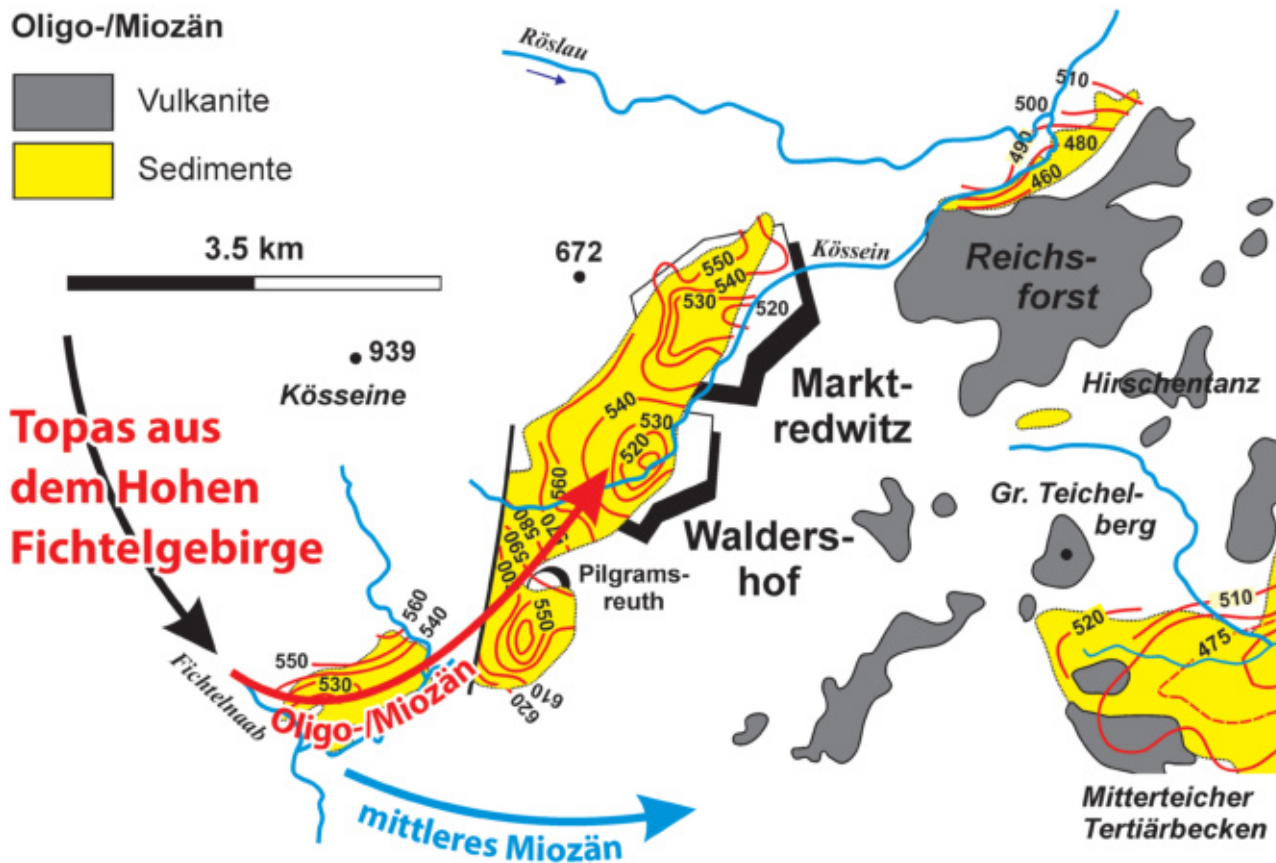 Oligo-/Miozän
Vulkanite
Sedimente
3.5 km
Röslau
672
939
Kösseine
Topas aus
dem Hohen
Fichtelgebirge
Fichtelnaab
Oligo-/Miozän
mittleres Miozän
510
500
490
480
460
Kössein
Reichs-
forst
550
540
530
520
Markt-
redwitz
540
530
520
560
570
580
590
Walders-
hof
Pilgrams-
reuth
550
610
620
560
540
550
530
Hirschentanz
Gr. Teichel-
berg
520
510
475
Mitterteicher
Tertiärbecken